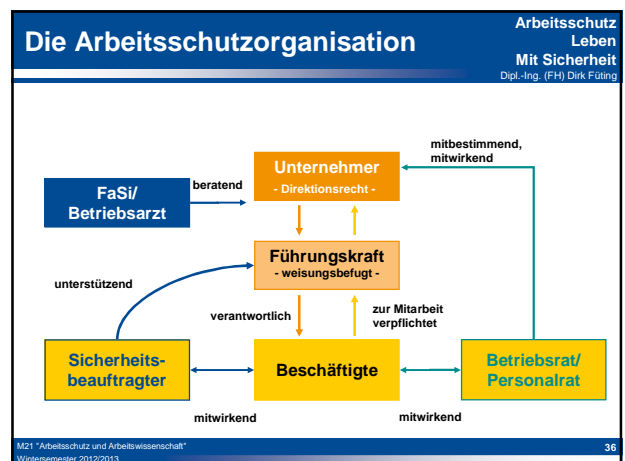 Die Arbeitsschutzorganisation
Arbeitsschutz
Leben
Mit Sicherheit
Dipl.-Ing. (FH) Dirk Füting
mitbestimmend,
mitwirkend
Unternehmer
- Direktionsrecht -
beratend
FaSi/
Betriebsarzt
Führungskraft
- weisungsbefugt -
unterstützend
verantwortlich
zur Mitarbeit
verpflichtet
Sicherheits-
beauftragter
Beschäftigte
Betriebsrat/
Personalrat
mitwirkend
mitwirkend
M21 "Arbeitsschutz und Arbeitswissenschaft"
Wintersemester 2012/2013
36